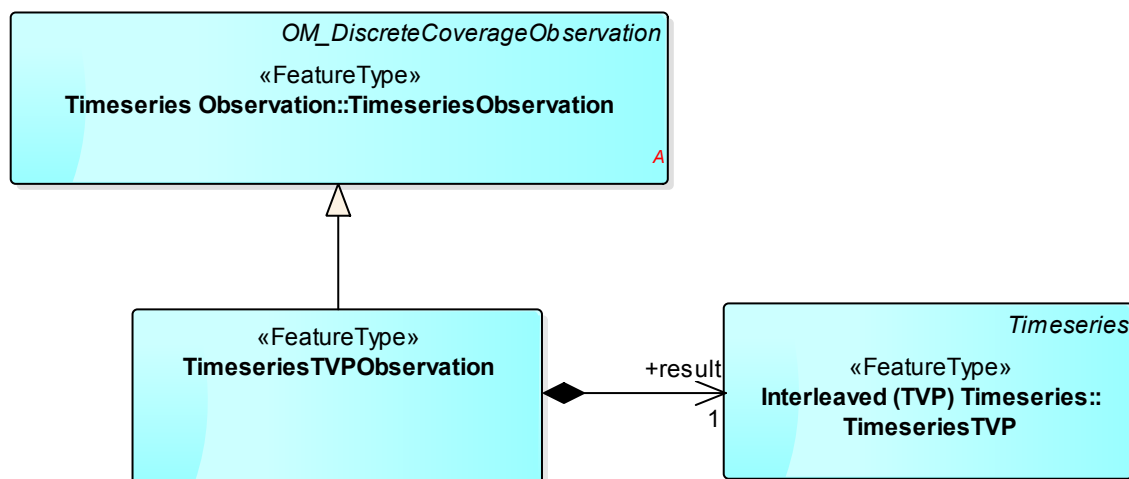 OM_DiscreteCoverageObservation
«FeatureType»
Timeseries Observation::TimeseriesObservation
A
«FeatureType»
TimeseriesTVPObservation
+result
1
Timeseries
«FeatureType»
Interleaved (TVP) Timeseries::
TimeseriesTVP